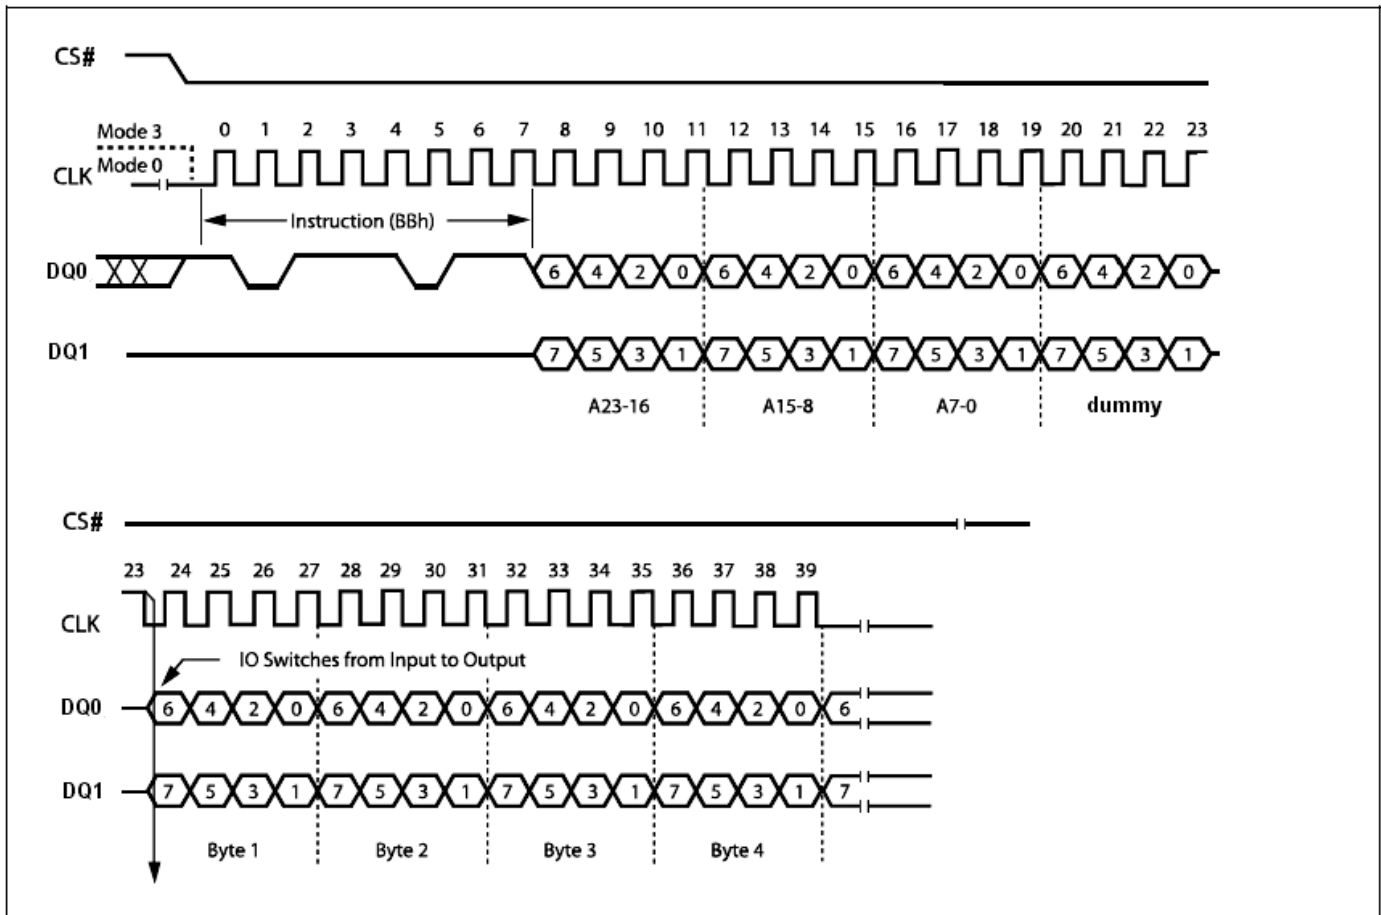 CS#
Mode 3 0 1 2 3 4 5 6 7 8 9 10 11 12 13 14 15 16 17 18 19 20 21 22 23
Mode 0
CLK
Instruction (BBh)
DQ0 6 4 2 0 6 4 2 0 6 4 2 0 6 4 2 0
DQ1 7 5 3 1 7 5 3 1 7 5 3 1 7 5 3 1
A23-16 A15-8 A7-0 dummy
CS#
23 24 25 26 27 28 29 30 31 32 33 34 35 36 37 38 39
CLK
IO Switches from Input to Output
DQ0 6 4 2 0 6 4 2 0 6 4 2 0 6 4 2 0 6
DQ1 7 5 3 1 7 5 3 1 7 5 3 1 7 5 3 1 7
Byte 1 Byte 2 Byte 3 Byte 4